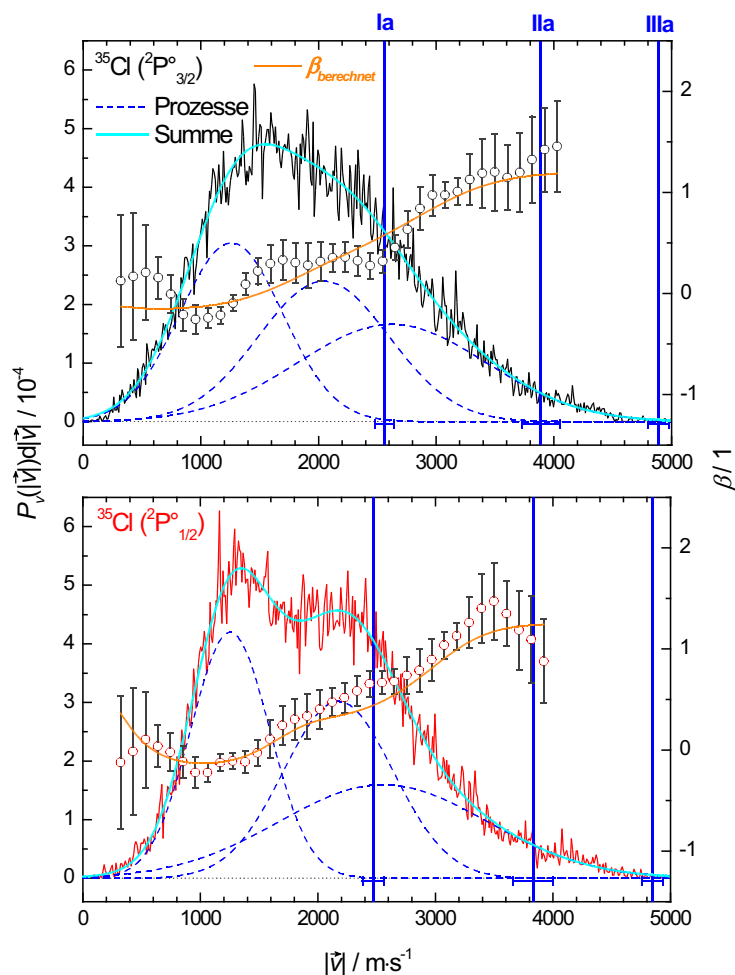 Ia IIa IIIa
³⁵Cl (²P°₃/₂)
β_berechnet
Prozesse
Summe
6
5
4
3
2
1
0
2
1
0
-1
0 1000 2000 3000 4000 5000
P_v(|v⃗|)d|v⃗| / 10⁻⁴
β / 1
³⁵Cl (²P°₁/₂)
6
5
4
3
2
1
0
2
1
0
-1
0 1000 2000 3000 4000 5000
|v⃗| / m·s⁻¹